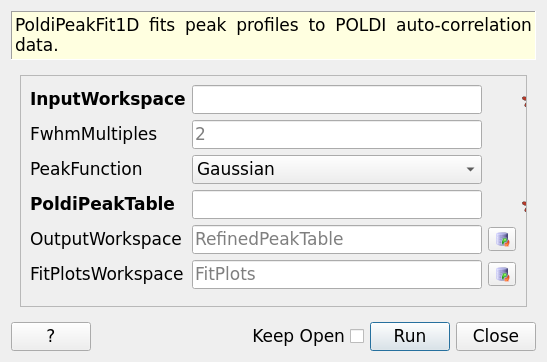 PoldiPeakFit1D fits peak profiles to POLDI auto-correlation
data.
InputWorkspace
FwhmMultiples 2
PeakFunction Gaussian
PoldiPeakTable
OutputWorkspace RefinedPeakTable
FitPlotsWorkspace FitPlots
? Keep Open Run Close